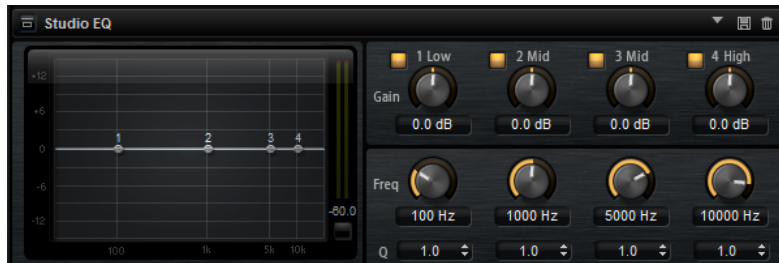 Studio EQ
+12
+6
0
-6
-12
1 2 3 4
100 1k 5k 10k
-60.0
1 Low 2 Mid 3 Mid 4 High
Gain
0.0 dB 0.0 dB 0.0 dB 0.0 dB
Freq
100 Hz 1000 Hz 5000 Hz 10000 Hz
Q 1.0 1.0 1.0 1.0